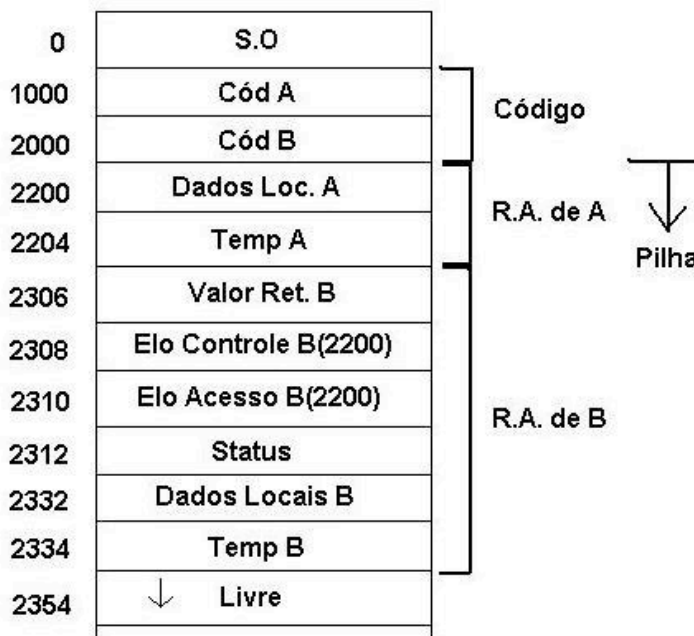 0 S.O
1000 Cód A
Código
2000 Cód B
2200 Dados Loc. A
R.A. de A
2204 Temp A
Pilha
2306 Valor Ret. B
2308 Elo Controle B(2200)
2310 Elo Acesso B(2200)
R.A. de B
2312 Status
2332 Dados Locais B
2334 Temp B
2354 Livre